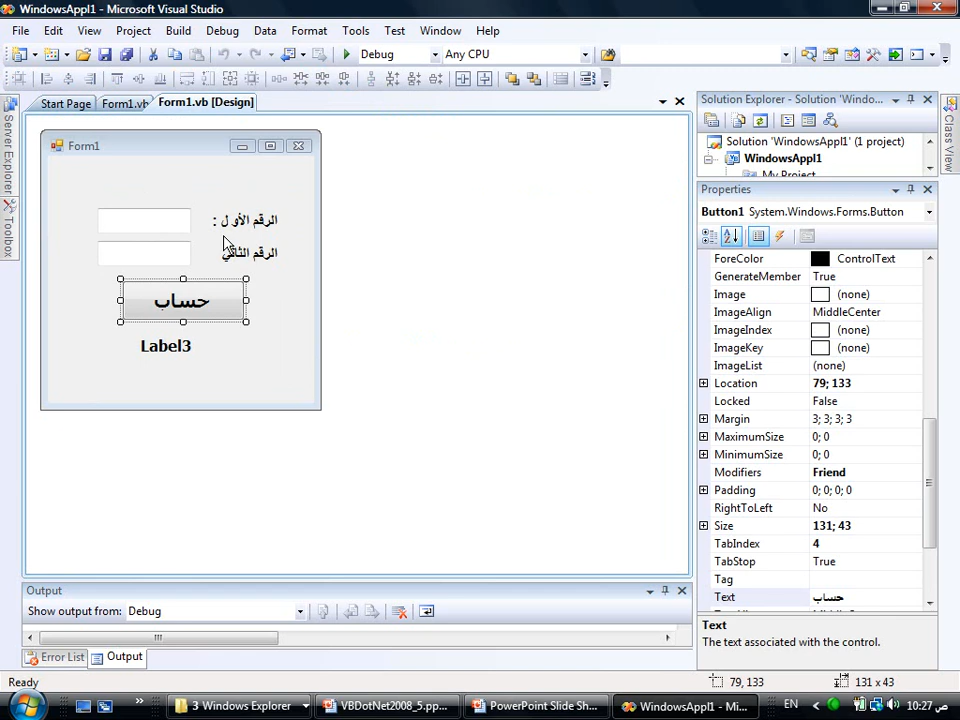 WindowsAppl1 - Microsoft Visual Studio
File Edit View Project Build Debug Data Format Tools Test Window Help
Debug Any CPU
Start Page Form1.vb Form1.vb [Design]
Server Explorer
Toolbox
Form1
الرقم الأول :
الرقم الثاني
حساب
Label3
Solution Explorer - Solution 'Windo...
Solution 'WindowsAppl1' (1 project)
WindowsAppl1
My Project
Class View
Properties
Button1 System.Windows.Forms.Button
ForeColor ControlText
GenerateMember True
Image (none)
ImageAlign MiddleCenter
ImageIndex (none)
ImageKey (none)
ImageList (none)
Location 79; 133
Locked False
Margin 3; 3; 3; 3
MaximumSize 0; 0
MinimumSize 0; 0
Modifiers Friend
Padding 0; 0; 0; 0
RightToLeft No
Size 131; 43
TabIndex 4
TabStop True
Tag
Text حساب
Text
The text associated with the control.
Output
Show output from: Debug
Error List Output
Ready 79, 133 131 x 43
3 Windows Explorer VBDotNet2008_5.pp... PowerPoint Slide Sh... WindowsAppl1 - Mi... EN 10:27 ص